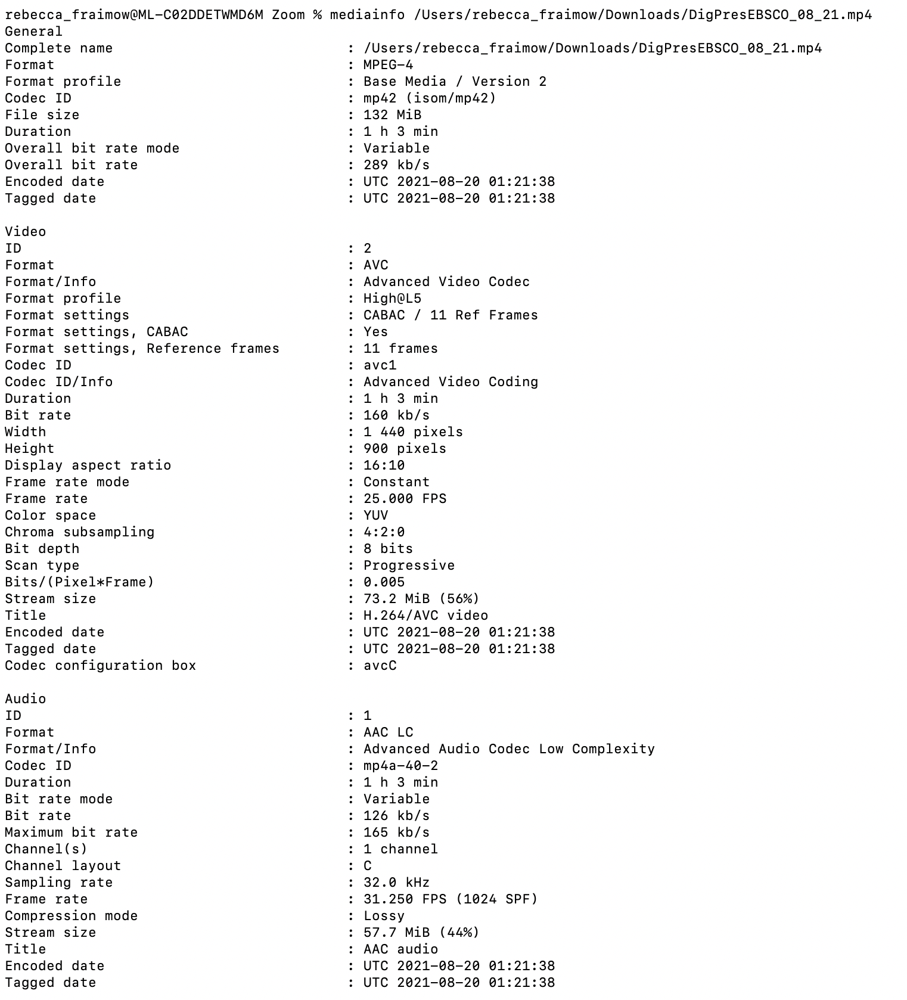 rebecca_fraimow@ML-C02DDETWMD6M Zoom % mediainfo /Users/rebecca_fraimow/Downloads/DigPresEBSCO_08_21.mp4
General
Complete name : /Users/rebecca_fraimow/Downloads/DigPresEBSCO_08_21.mp4
Format : MPEG-4
Format profile : Base Media / Version 2
Codec ID : mp42 (isom/mp42)
File size : 132 MiB
Duration : 1 h 3 min
Overall bit rate mode : Variable
Overall bit rate : 289 kb/s
Encoded date : UTC 2021-08-20 01:21:38
Tagged date : UTC 2021-08-20 01:21:38

Video
ID : 2
Format : AVC
Format/Info : Advanced Video Codec
Format profile : High@L5
Format settings : CABAC / 11 Ref Frames
Format settings, CABAC : Yes
Format settings, Reference frames : 11 frames
Codec ID : avc1
Codec ID/Info : Advanced Video Coding
Duration : 1 h 3 min
Bit rate : 160 kb/s
Width : 1 440 pixels
Height : 900 pixels
Display aspect ratio : 16:10
Frame rate mode : Constant
Frame rate : 25.000 FPS
Color space : YUV
Chroma subsampling : 4:2:0
Bit depth : 8 bits
Scan type : Progressive
Bits/(Pixel*Frame) : 0.005
Stream size : 73.2 MiB (56%)
Title : H.264/AVC video
Encoded date : UTC 2021-08-20 01:21:38
Tagged date : UTC 2021-08-20 01:21:38
Codec configuration box : avcC

Audio
ID : 1
Format : AAC LC
Format/Info : Advanced Audio Codec Low Complexity
Codec ID : mp4a-40-2
Duration : 1 h 3 min
Bit rate mode : Variable
Bit rate : 126 kb/s
Maximum bit rate : 165 kb/s
Channel(s) : 1 channel
Channel layout : C
Sampling rate : 32.0 kHz
Frame rate : 31.250 FPS (1024 SPF)
Compression mode : Lossy
Stream size : 57.7 MiB (44%)
Title : AAC audio
Encoded date : UTC 2021-08-20 01:21:38
Tagged date : UTC 2021-08-20 01:21:38